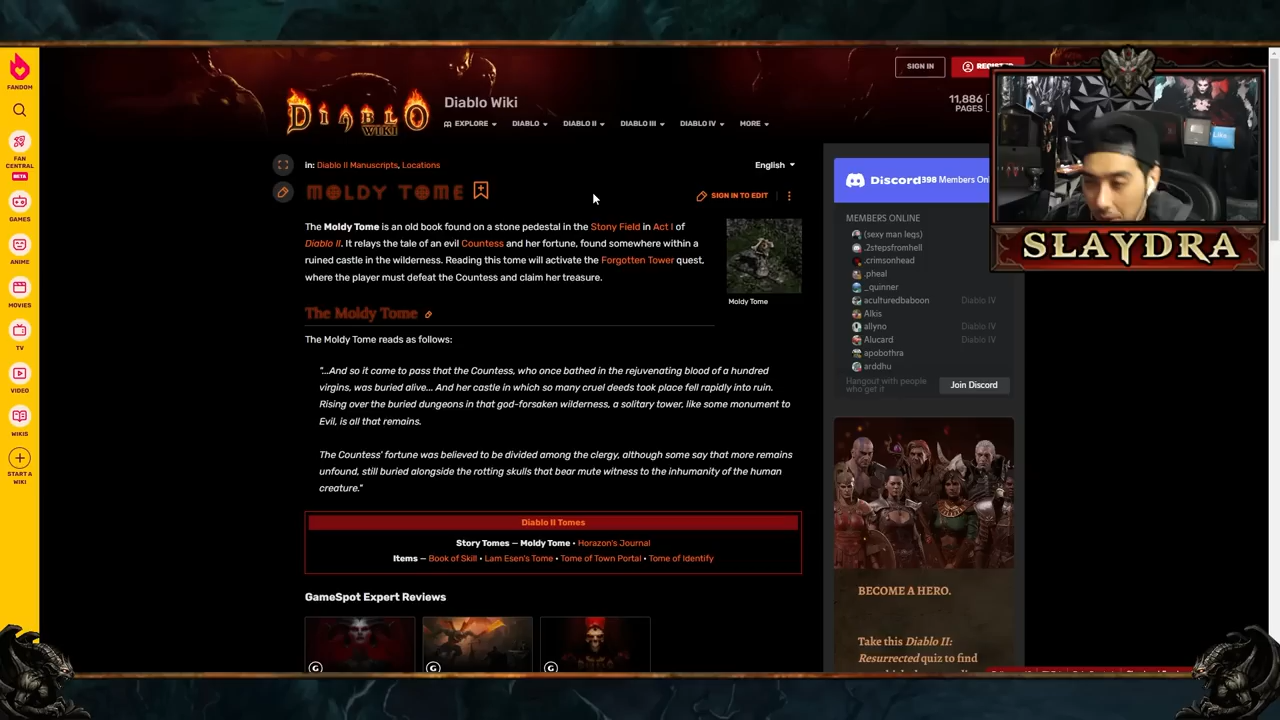 FANDOM
FAN CENTRAL
BETA
GAMES
ANIME
MOVIES
TV
VIDEO
WIKIS
START A WIKI
DIABLO
WIKI
Diablo Wiki
SIGN IN
11,886
PAGES
EXPLORE
DIABLO
DIABLO II
DIABLO III
DIABLO IV
MORE
in: Diablo II Manuscripts, Locations
English
MOLDY TOME
SIGN IN TO EDIT
The Moldy Tome is an old book found on a stone pedestal in the Stony Field in Act I of
Diablo II. It relays the tale of an evil Countess and her fortune, found somewhere within a
ruined castle in the wilderness. Reading this tome will activate the Forgotten Tower quest,
where the player must defeat the Countess and claim her treasure.
Moldy Tome
The Moldy Tome
The Moldy Tome reads as follows:
"...And so it came to pass that the Countess, who once bathed in the rejuvenating blood of a hundred
virgins, was buried alive... And her castle in which so many cruel deeds took place fell rapidly into ruin.
Rising over the buried dungeons in that god-forsaken wilderness, a solitary tower, like some monument to
Evil, is all that remains.
The Countess' fortune was believed to be divided among the clergy, although some say that more remains
unfound, still buried alongside the rotting skulls that bear mute witness to the inhumanity of the human
creature."
Diablo II Tomes
Story Tomes — Moldy Tome • Horazon's Journal
Items — Book of Skill • Lam Esen's Tome • Tome of Town Portal • Tome of Identify
GameSpot Expert Reviews
Discord 398 Members Onl
MEMBERS ONLINE
(sexy man legs)
.2stepsfromhell
.crimsonhead
.pheal
_quinner
aculturedbaboon Diablo IV
Alkis
allyno Diablo IV
Alucard Diablo IV
apobothra
arddhu
Hangout with people
who get it
Join Discord
BECOME A HERO.
Take this Diablo II:
Resurrected quiz to find
Like
SLAYDRA